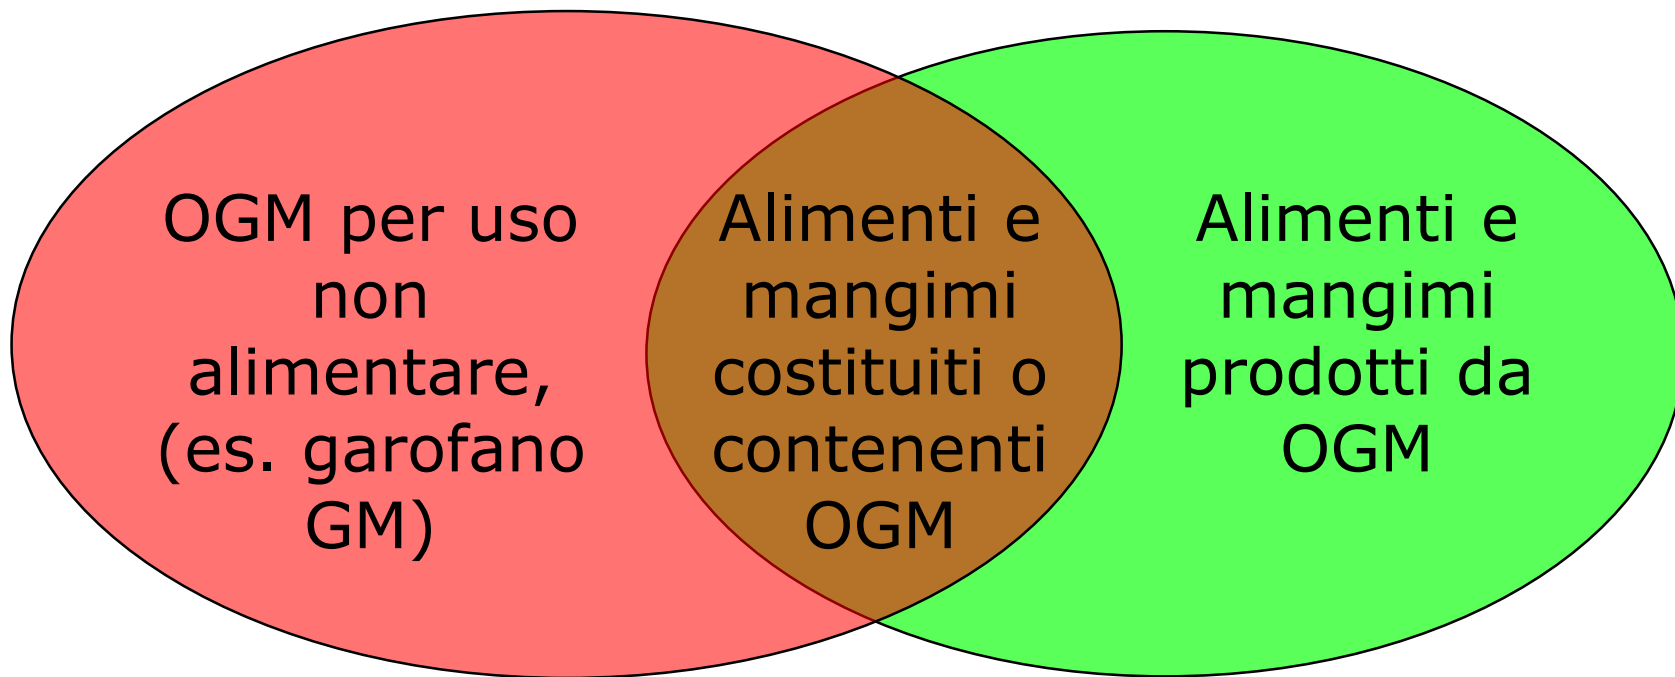 OGM per uso
non
alimentare,
(es. garofano
GM)
Alimenti e
mangimi
costituiti o
contenenti
OGM
Alimenti e
mangimi
prodotti da
OGM